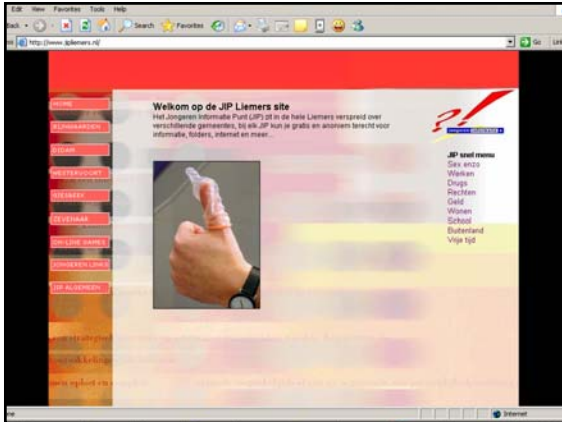 Edit View Favorites Tools Help
Search Favorites
http://www.jipliemers.nl/ Go
HOME
RIJNWAARDEN
DIDAM
WESTERVOORT
ZEVENAAR
ON-LINE GAMES
JONGEREN LINKS
JIP ALGEMEEN
Welkom op de JIP Liemers site
Het Jongeren Informatie Punt (JIP) zit in de hele Liemers verspreid over
verschillende gemeentes, bij elk JIP kun je gratis en anoniem terecht voor
informatie, folders, internet en meer...
JIP snel menu
Sex enzo
Werken
Drugs
Rechten
Geld
Wonen
School
Buitenland
Vrije tijd
Internet